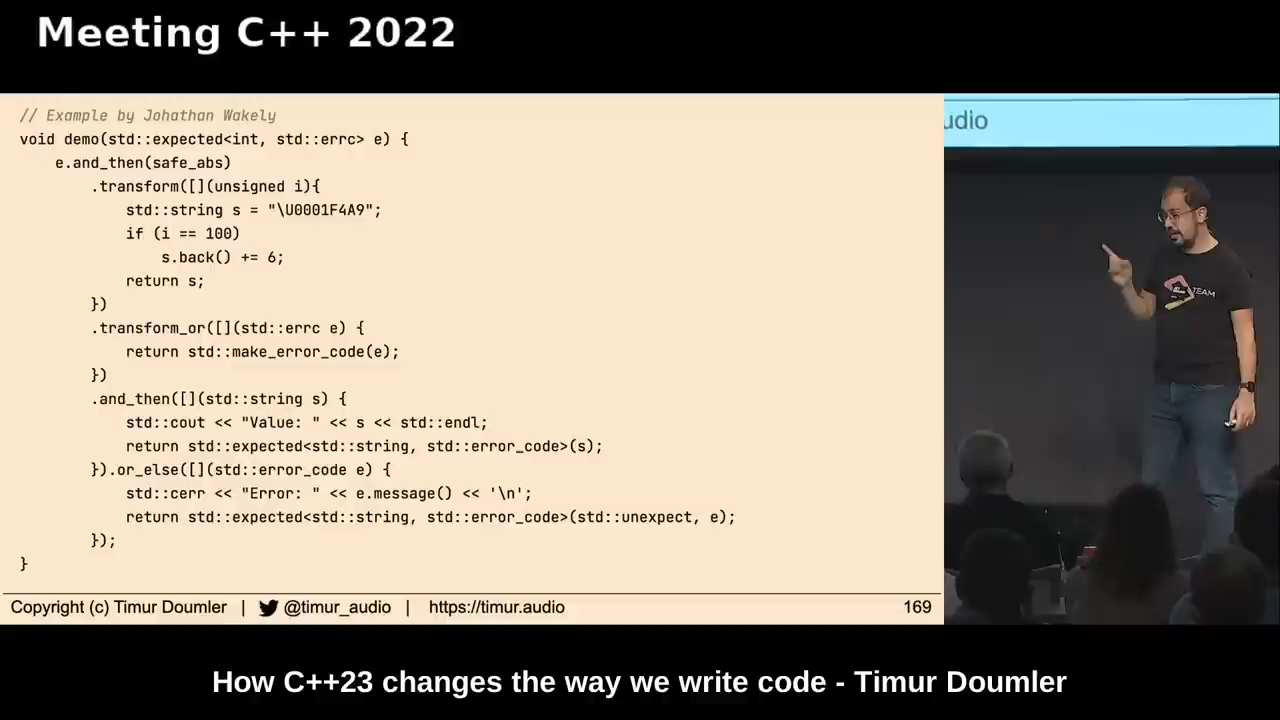 Meeting C++ 2022
// Example by Johathan Wakely
void demo(std::expected<int, std::errc> e) {
    e.and_then(safe_abs)
        .transform([](unsigned i){
            std::string s = "\U0001F4A9";
            if (i == 100)
                s.back() += 6;
            return s;
        })
        .transform_or([](std::errc e) {
            return std::make_error_code(e);
        })
        .and_then([](std::string s) {
            std::cout << "Value: " << s << std::endl;
            return std::expected<std::string, std::error_code>(s);
        }).or_else([](std::error_code e) {
            std::cerr << "Error: " << e.message() << '\n';
            return std::expected<std::string, std::error_code>(std::unexpect, e);
        });
}
Copyright (c) Timur Doumler | @timur_audio | https://timur.audio 169
udio
TEAM
How C++23 changes the way we write code - Timur Doumler